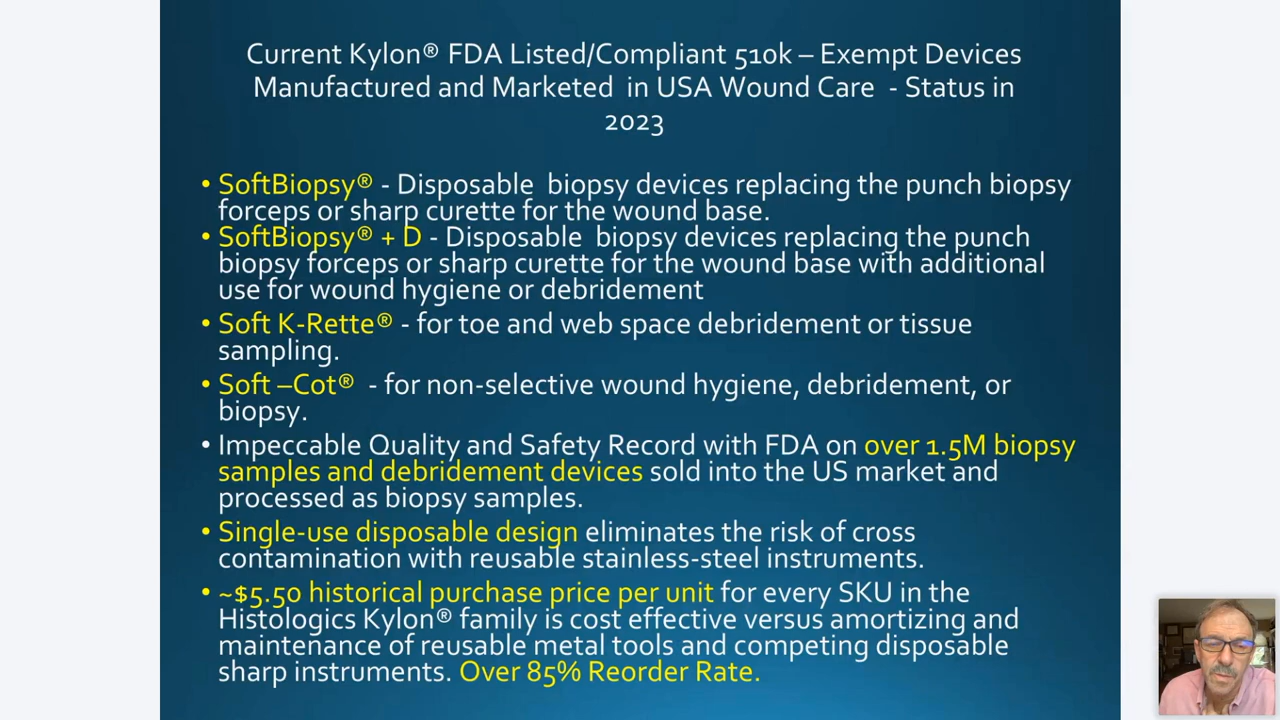 Current Kylon® FDA Listed/Compliant 510k – Exempt Devices
Manufactured and Marketed in USA Wound Care - Status in
2023
• SoftBiopsy® - Disposable biopsy devices replacing the punch biopsy
forceps or sharp curette for the wound base.
• SoftBiopsy® + D - Disposable biopsy devices replacing the punch
biopsy forceps or sharp curette for the wound base with additional
use for wound hygiene or debridement
• Soft K-Rette® - for toe and web space debridement or tissue
sampling.
• Soft –Cot® - for non-selective wound hygiene, debridement, or
biopsy.
• Impeccable Quality and Safety Record with FDA on over 1.5M biopsy
samples and debridement devices sold into the US market and
processed as biopsy samples.
• Single-use disposable design eliminates the risk of cross
contamination with reusable stainless-steel instruments.
• ~$5.50 historical purchase price per unit for every SKU in the
Histologics Kylon® family is cost effective versus amortizing and
maintenance of reusable metal tools and competing disposable
sharp instruments. Over 85% Reorder Rate.